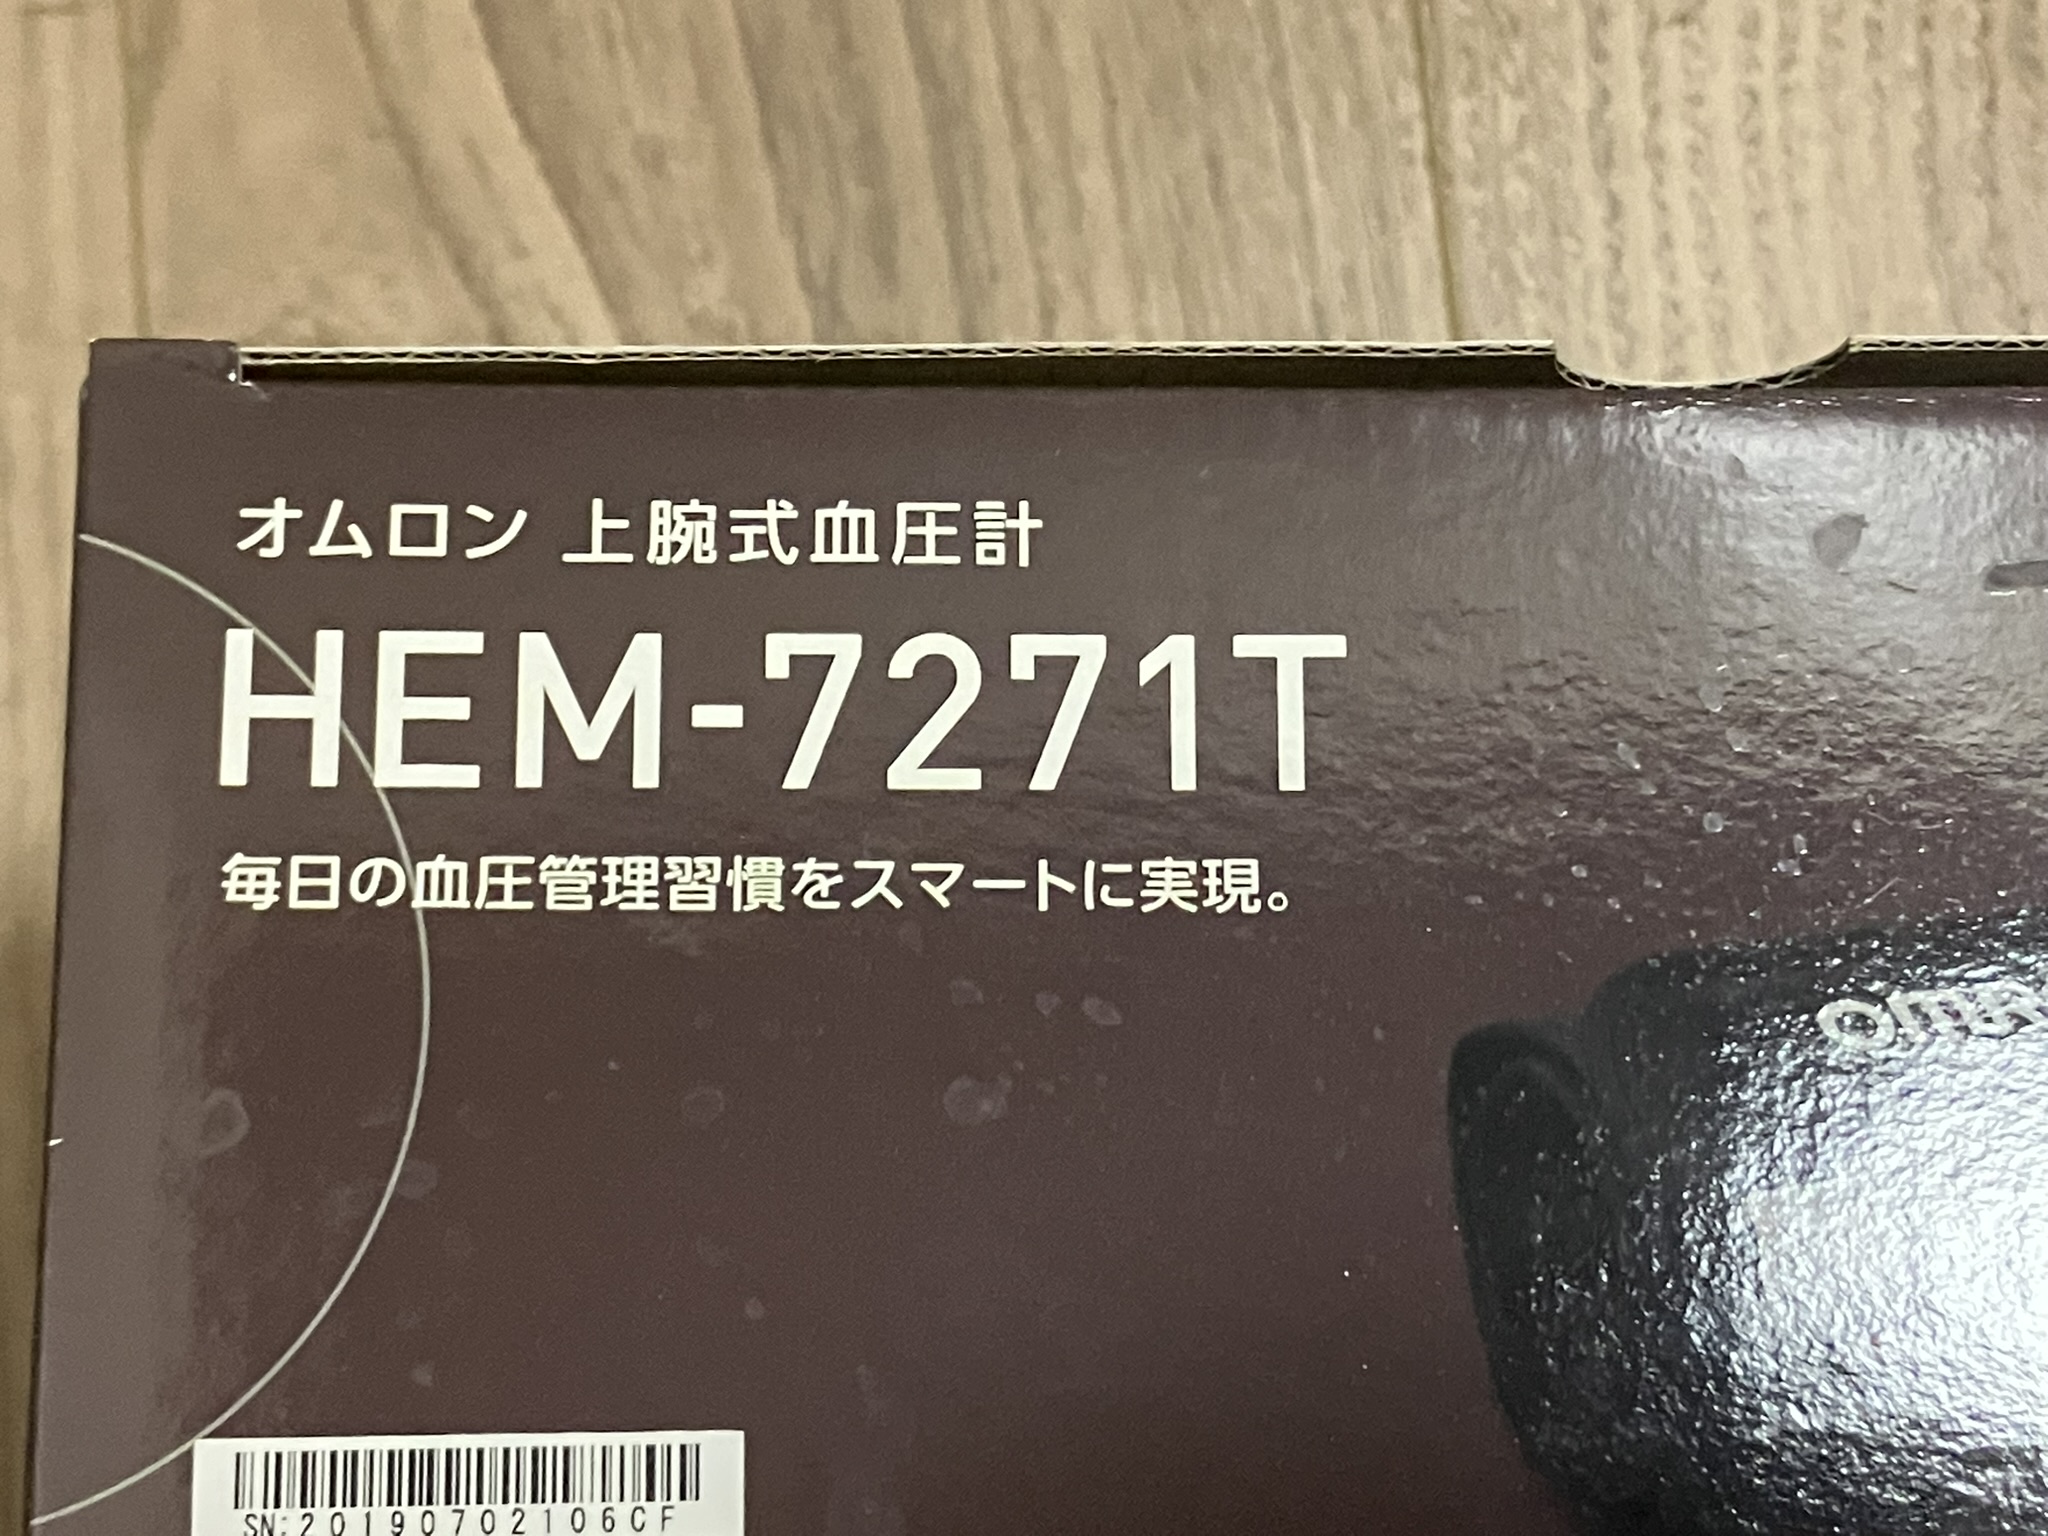 オムロン 上腕式血圧計
HEM-7271T
毎日の血圧管理習慣をスマートに実現。
SN:20190702106CF